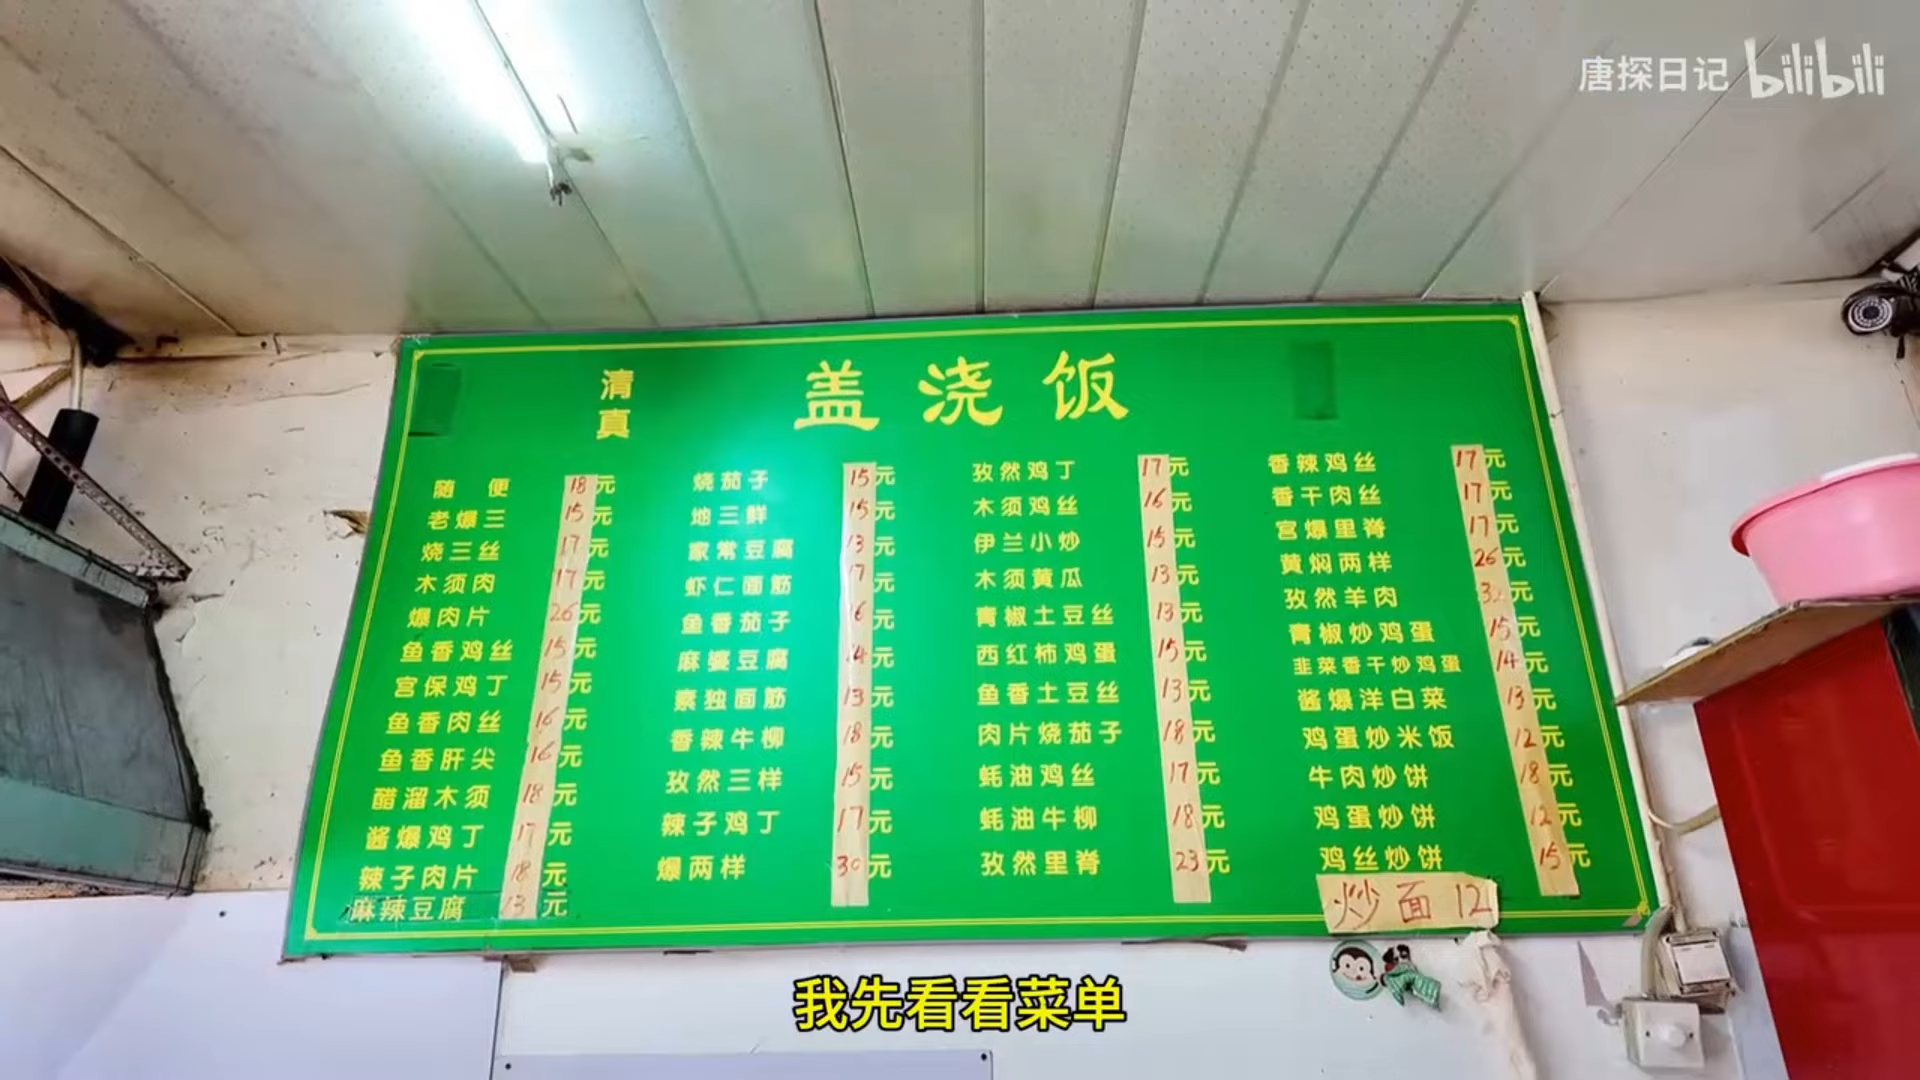 唐探日记 bilibili
清真
盖浇饭
随便 18元
老爆三 15元
烧三丝 17元
木须肉 17元
爆肉片 26元
鱼香鸡丝 15元
宫保鸡丁 15元
鱼香肉丝 16元
鱼香肝尖 16元
醋溜木须 18元
酱爆鸡丁 17元
辣子肉片 18元
麻辣豆腐 13元
烧茄子 15元
地三鲜 15元
家常豆腐 13元
虾仁面筋 17元
鱼香茄子 16元
麻婆豆腐 14元
素独面筋 13元
香辣牛柳 18元
孜然三样 15元
辣子鸡丁 17元
爆两样 30元
孜然鸡丁 17元
木须鸡丝 16元
伊兰小炒 15元
木须黄瓜 13元
青椒土豆丝 13元
西红柿鸡蛋 15元
鱼香土豆丝 13元
肉片烧茄子 18元
蚝油鸡丝 17元
蚝油牛柳 18元
孜然里脊 23元
香辣鸡丝 17元
香干肉丝 17元
宫爆里脊 17元
黄焖两样 26元
孜然羊肉 元
青椒炒鸡蛋 15元
韭菜香干炒鸡蛋 14元
酱爆洋白菜 13元
鸡蛋炒米饭 12元
牛肉炒饼 18元
鸡蛋炒饼 12元
鸡丝炒饼 15元
炒面 12
我先看看菜单